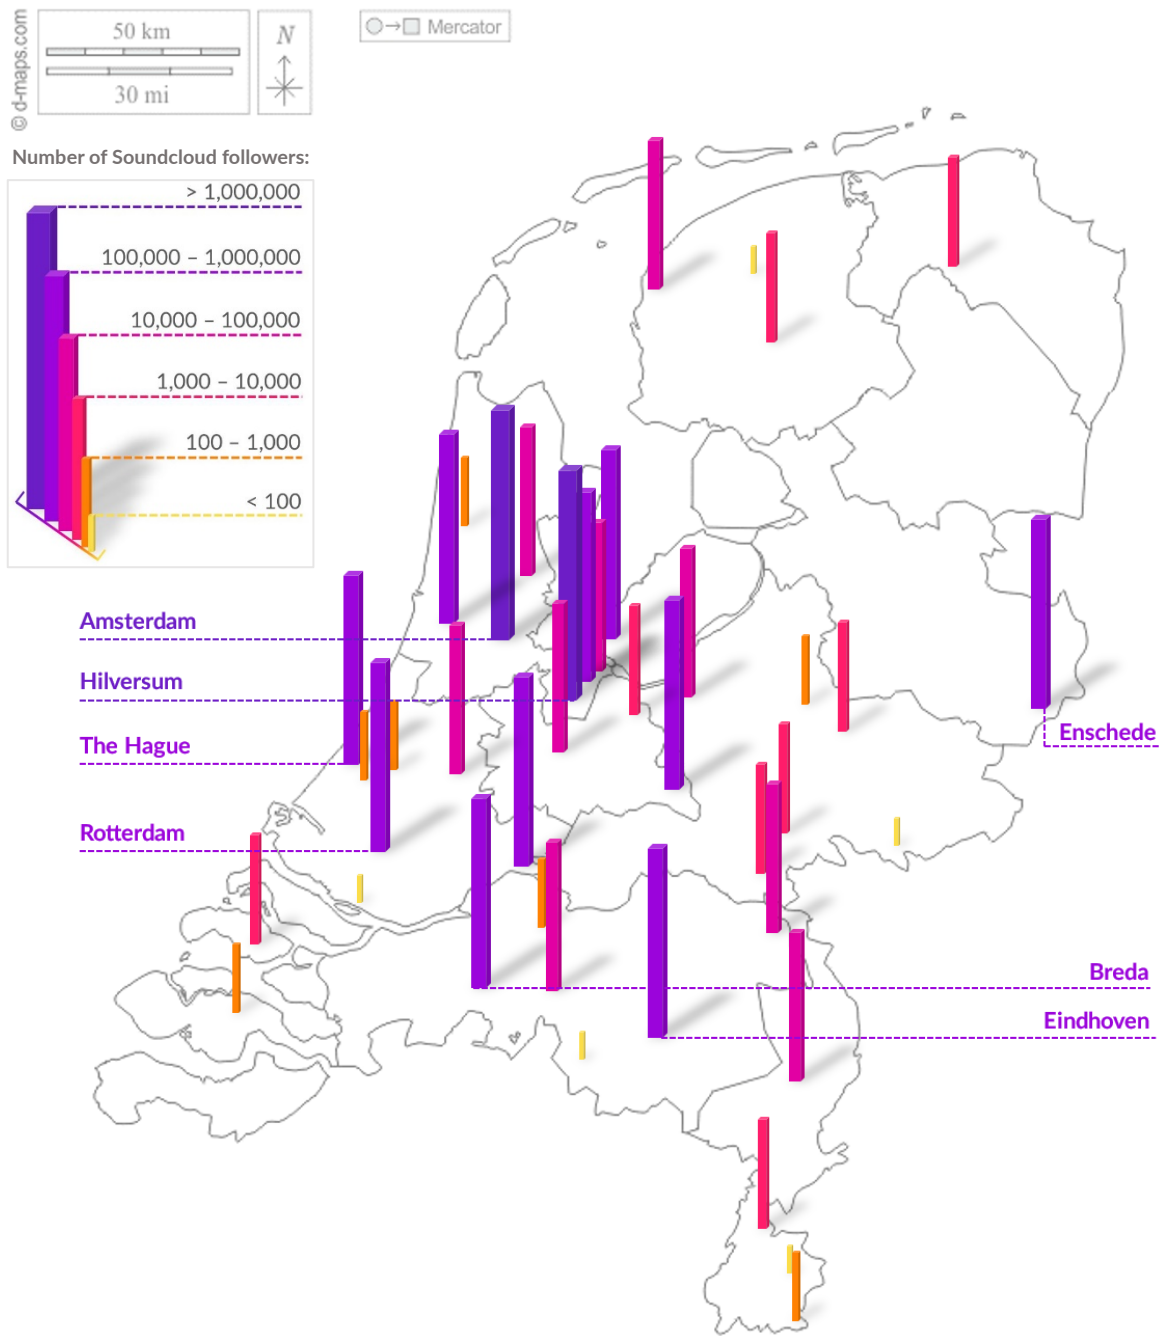 © d-maps.com
50 km
30 mi
N
Mercator
Number of Soundcloud followers:
> 1,000,000
100,000 – 1,000,000
10,000 – 100,000
1,000 – 10,000
100 – 1,000
< 100
Amsterdam
Hilversum
The Hague
Enschede
Rotterdam
Breda
Eindhoven